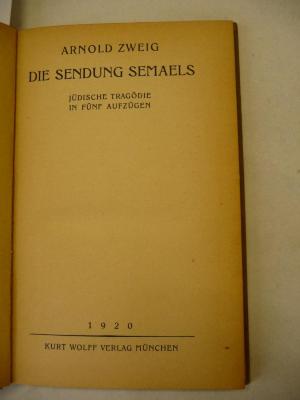 ARNOLD ZWEIG
DIE SENDUNG SEMAELS
JÜDISCHE TRAGÖDIE
IN FÜNF AUFZÜGEN
1920
KURT WOLFF VERLAG MÜNCHEN